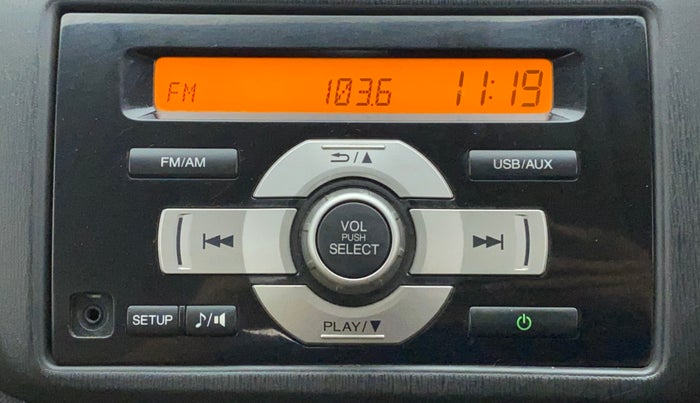 FM 103.6 11:19
FM/AM
USB/AUX
VOL
PUSH
SELECT
SETUP
PLAY/▼